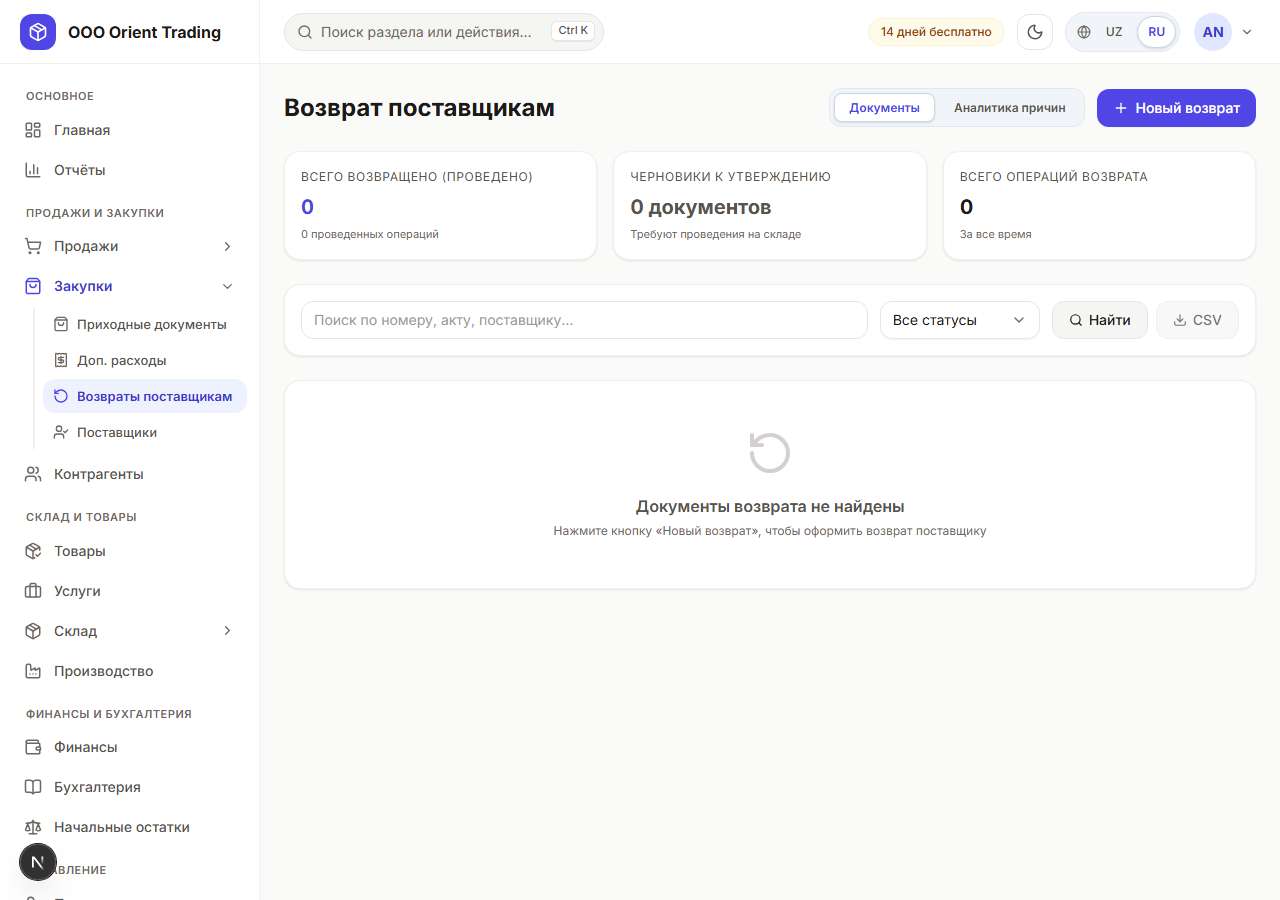 ООО Orient Trading
Поиск раздела или действия...
Ctrl K
14 дней бесплатно
UZ
RU
AN
ОСНОВНОЕ
Главная
Отчёты
ПРОДАЖИ И ЗАКУПКИ
Продажи
Закупки
Приходные документы
Доп. расходы
Возвраты поставщикам
Поставщики
Контрагенты
СКЛАД И ТОВАРЫ
Товары
Услуги
Склад
Производство
ФИНАНСЫ И БУХГАЛТЕРИЯ
Финансы
Бухгалтерия
Начальные остатки
N
Возврат поставщикам
Документы
Аналитика причин
+ Новый возврат
ВСЕГО ВОЗВРАЩЕНО (ПРОВЕДЕНО)
0
0 проведенных операций
ЧЕРНОВИКИ К УТВЕРЖДЕНИЮ
0 документов
Требуют проведения на складе
ВСЕГО ОПЕРАЦИЙ ВОЗВРАТА
0
За все время
Поиск по номеру, акту, поставщику...
Все статусы
Найти
CSV
Документы возврата не найдены
Нажмите кнопку «Новый возврат», чтобы оформить возврат поставщику